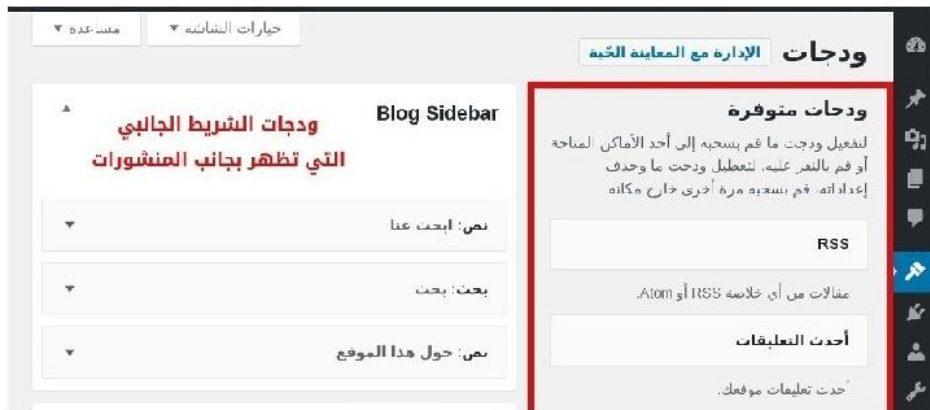 خيارات الشاشة
مساعدة
ودجات
الإدارة مع المعاينة الحّية
ودجات متوفرة
لتفعيل ودجت ما قم بسحبه إلى أحد الأماكن المتاحة
أو قم بالنقر عليه. لتعطيل ودجت ما وحذف
إعداداته، قم بسحبه مرة أخرى خارج مكانه.
RSS
مقالات من أي خلاصة RSS أو Atom.
أحدث التعليقات
أحدث تعليقات موقعك.
Blog Sidebar
ودجات الشريط الجانبي
التي تظهر بجانب المنشورات
نص: ابحث عنا
بحث: بحث
نص: حول هذا الموقع